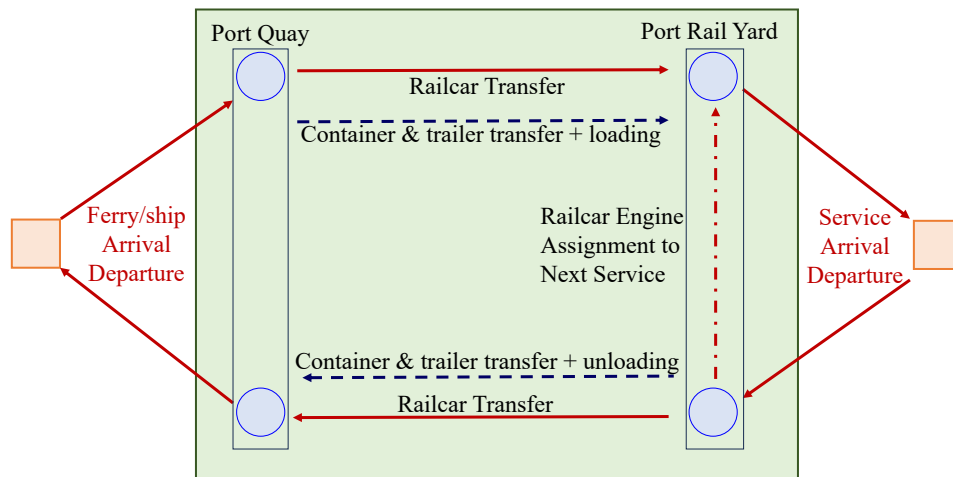 Port Quay
Port Rail Yard
Railcar Transfer
Container & trailer transfer + loading
Ferry/ship
Arrival
Departure
Railcar Engine
Assignment to
Next Service
Service
Arrival
Departure
Container & trailer transfer + unloading
Railcar Transfer